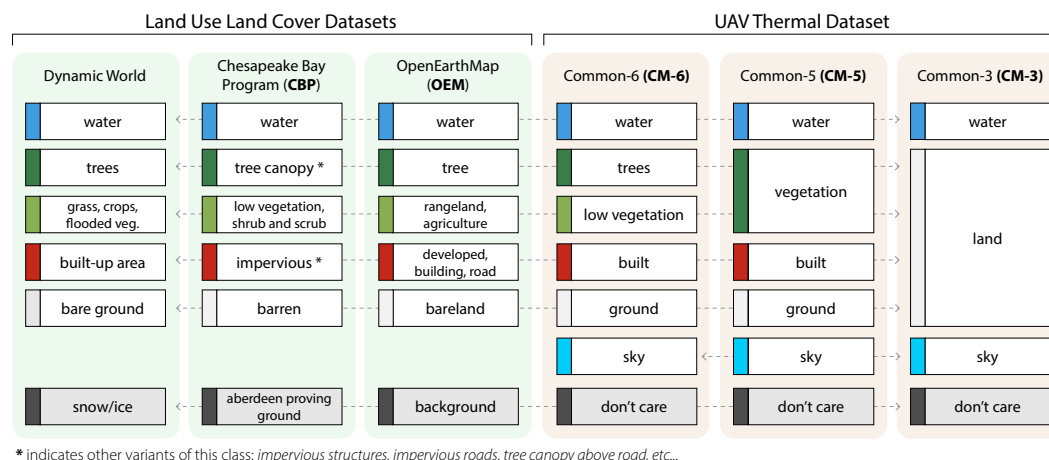 Land Use Land Cover Datasets
UAV Thermal Dataset
Dynamic World
Chesapeake Bay
Program (CBP)
OpenEarthMap
(OEM)
Common-6 (CM-6)
Common-5 (CM-5)
Common-3 (CM-3)
water
water
water
water
water
water
trees
tree canopy *
tree
trees
vegetation
land
grass, crops,
flooded veg.
low vegetation,
shrub and scrub
rangeland,
agriculture
low vegetation
built-up area
impervious *
developed,
building, road
built
built
bare ground
barren
bareland
ground
ground
sky
sky
sky
snow/ice
aberdeen proving
ground
background
don't care
don't care
don't care
* indicates other variants of this class: impervious structures, impervious roads, tree canopy above road, etc...